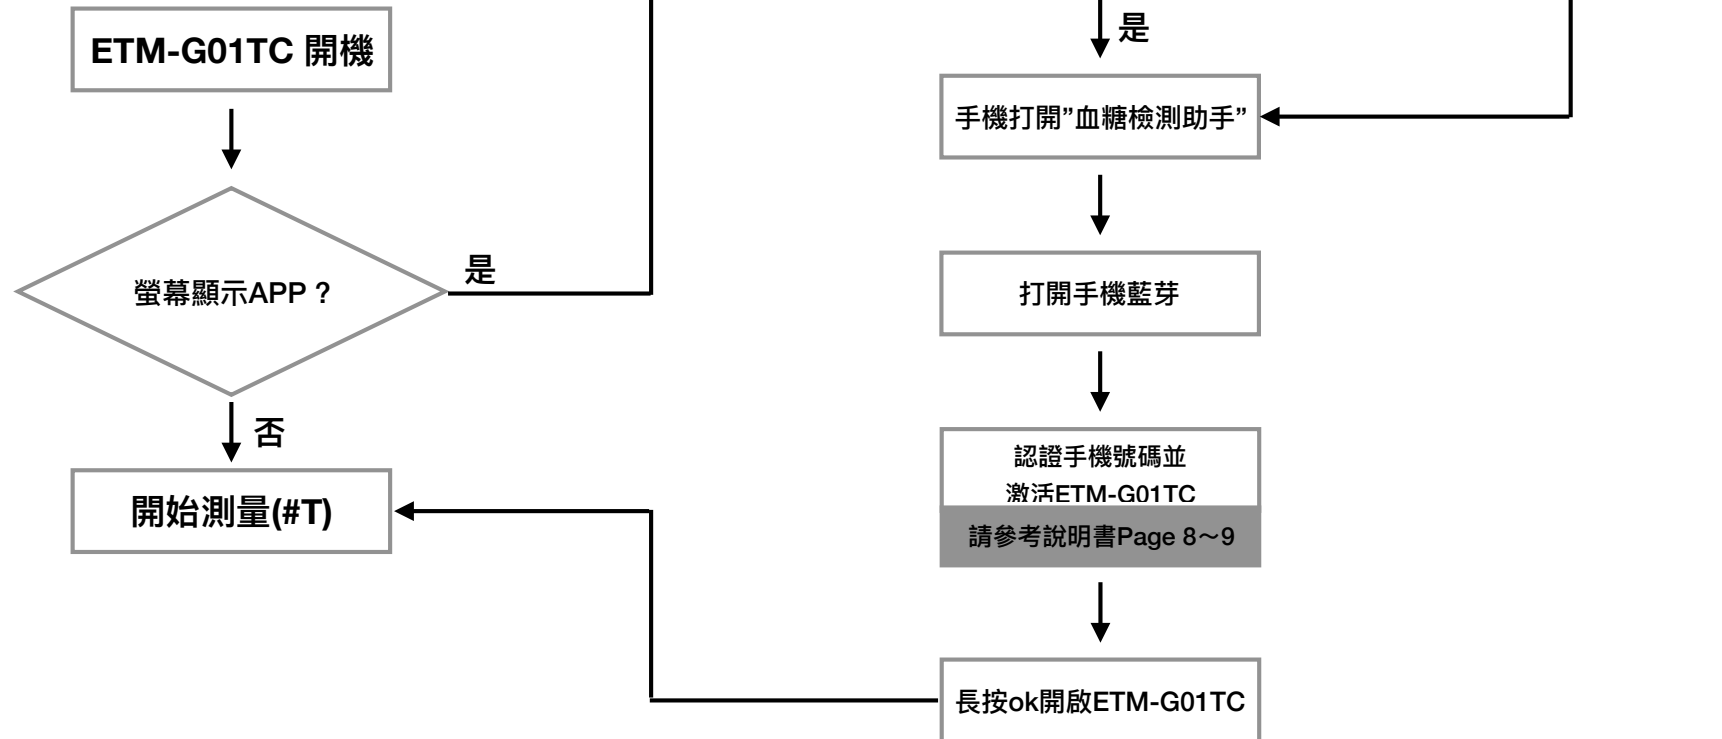 ETM-G01TC 開機
螢幕顯示APP？
是
否
開始測量(#T)
是
手機打開”血糖檢測助手”
打開手機藍芽
認證手機號碼並
激活ETM-G01TC
請參考說明書Page 8～9
長按ok開啟ETM-G01TC